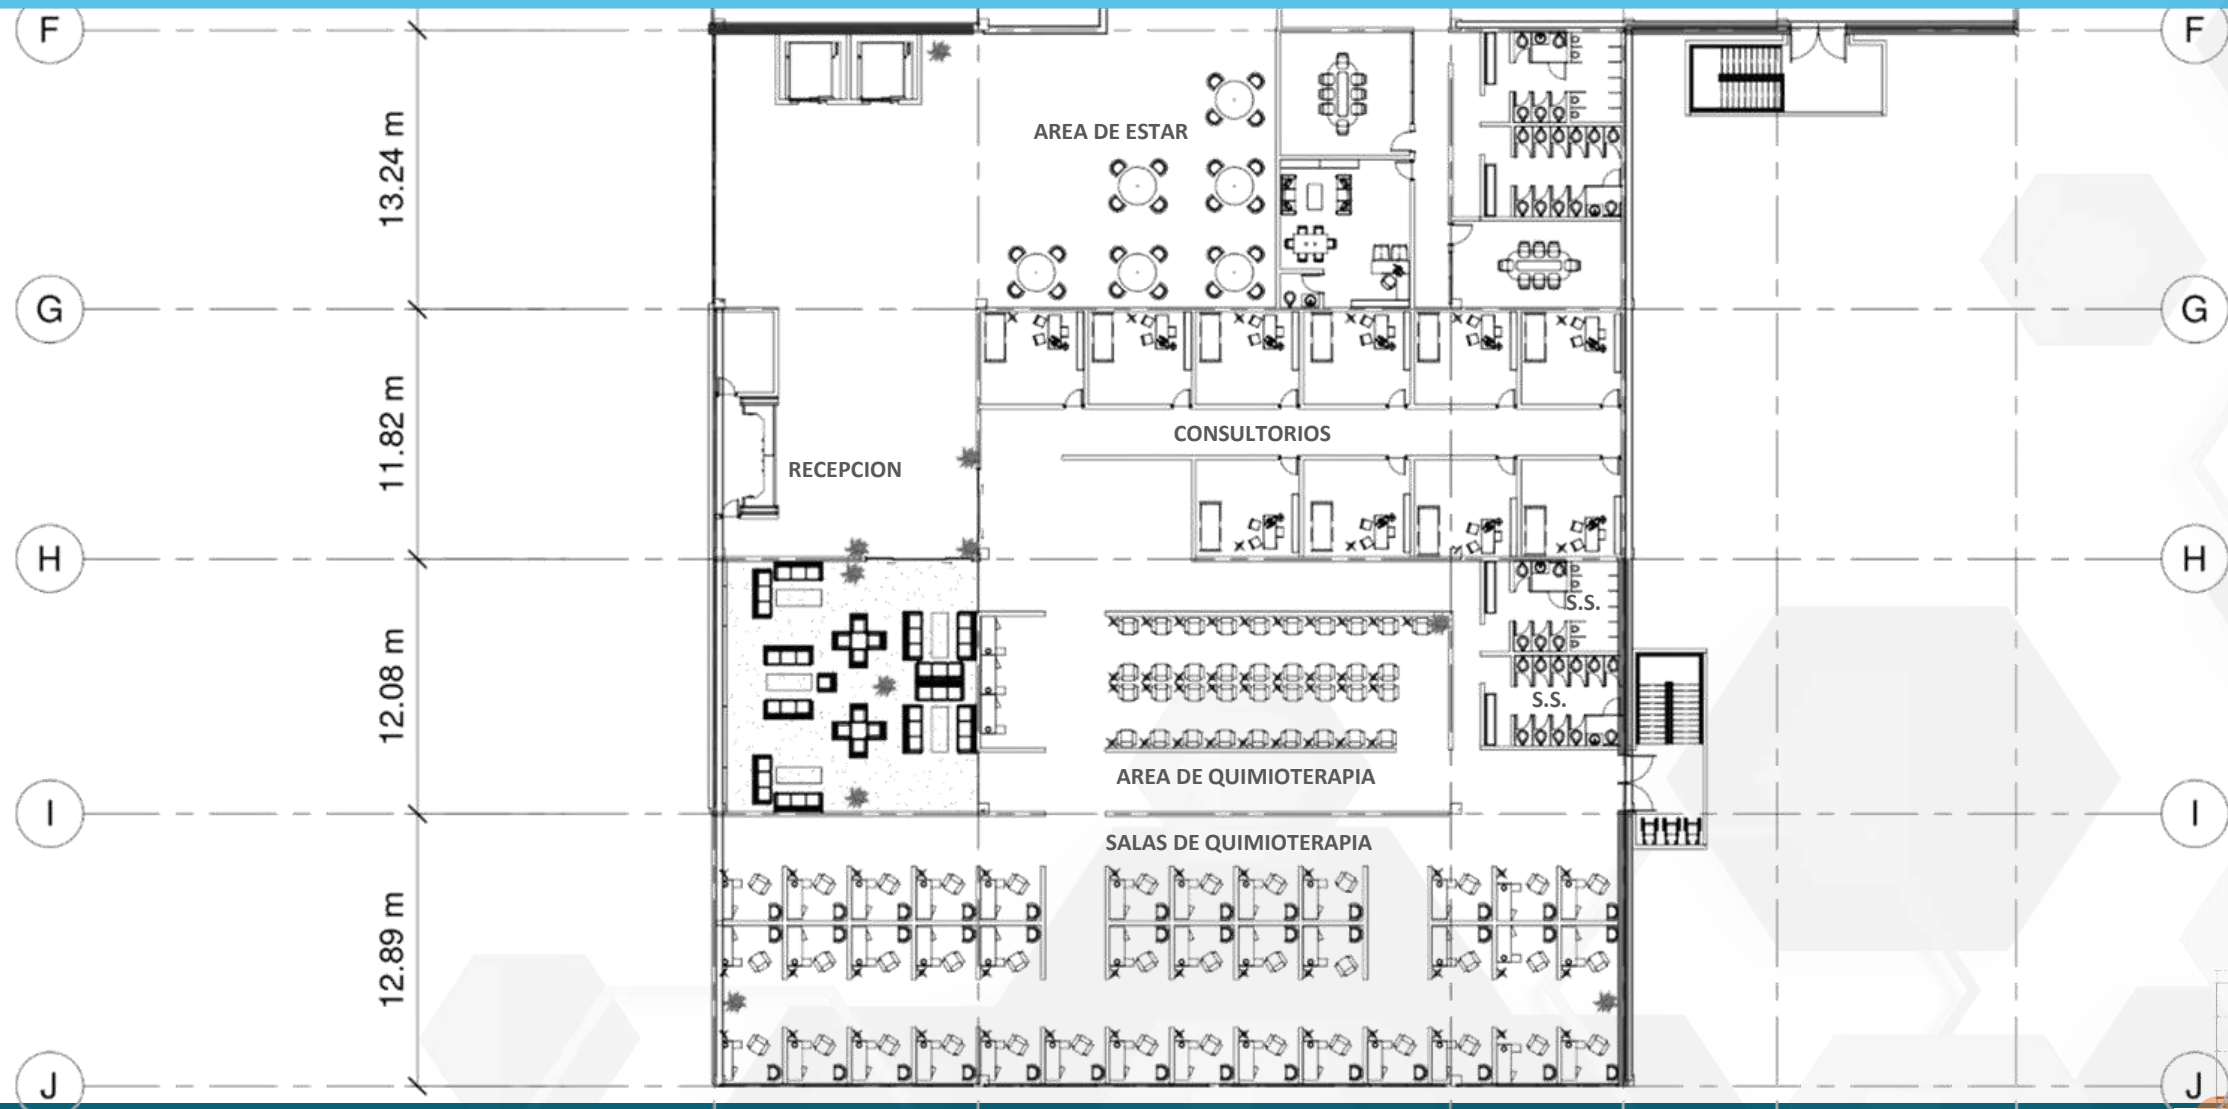 F
F
13.24 m
AREA DE ESTAR
G
G
11.82 m
CONSULTORIOS
RECEPCION
H
H
12.08 m
S.S.
S.S.
AREA DE QUIMIOTERAPIA
I
I
SALAS DE QUIMIOTERAPIA
12.89 m
J
J